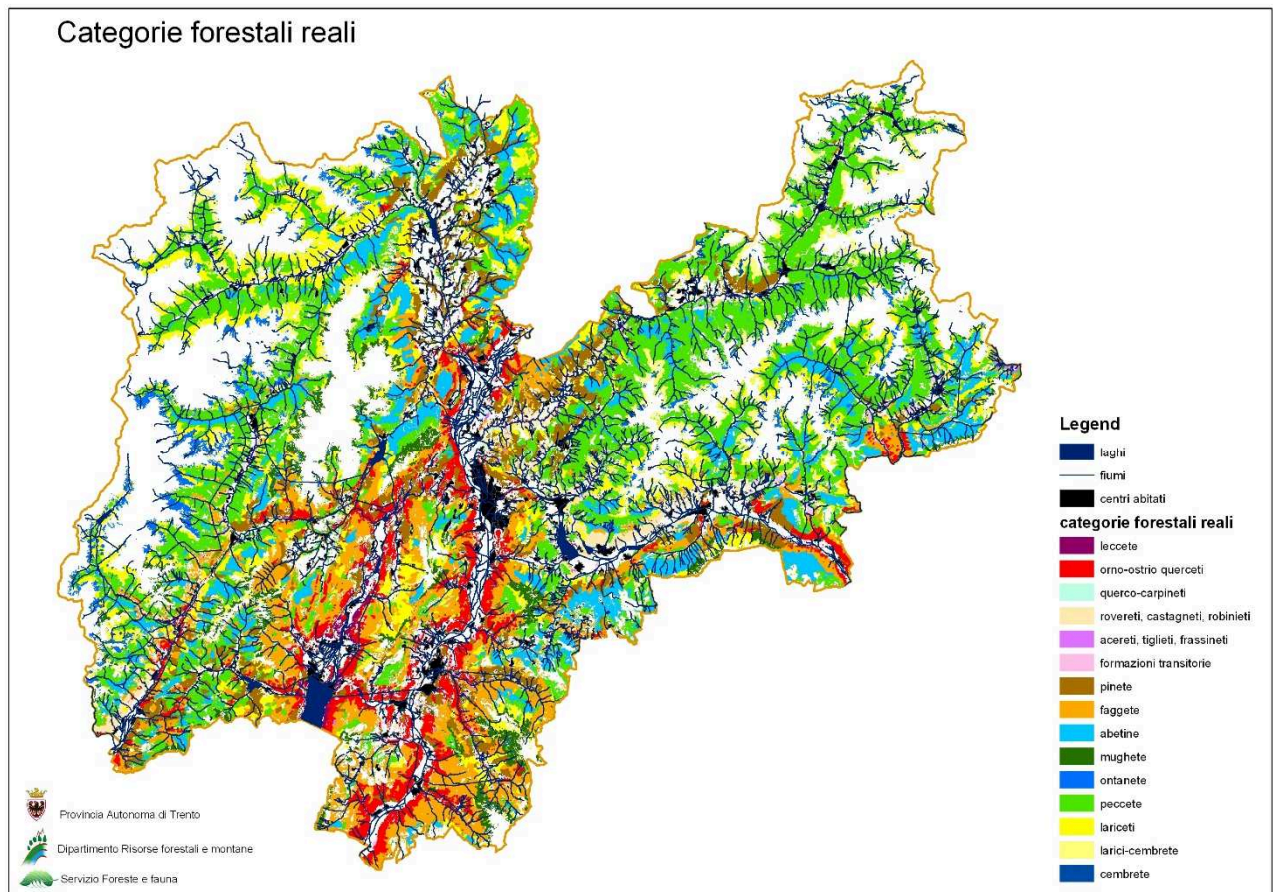 Categorie forestali reali
Legend
laghi
fiumi
centri abitati
categorie forestali reali
leccete
orno-ostrio querceti
querco-carpineti
rovereti, castagneti, robinieti
acereti, tiglieti, frassineti
formazioni transitorie
pinete
faggete
abetine
mughete
ontanete
peccete
lariceti
larici-cembrete
cembrete
Provincia Autonoma di Trento
Dipartimento Risorse forestali e montane
Servizio Foreste e fauna